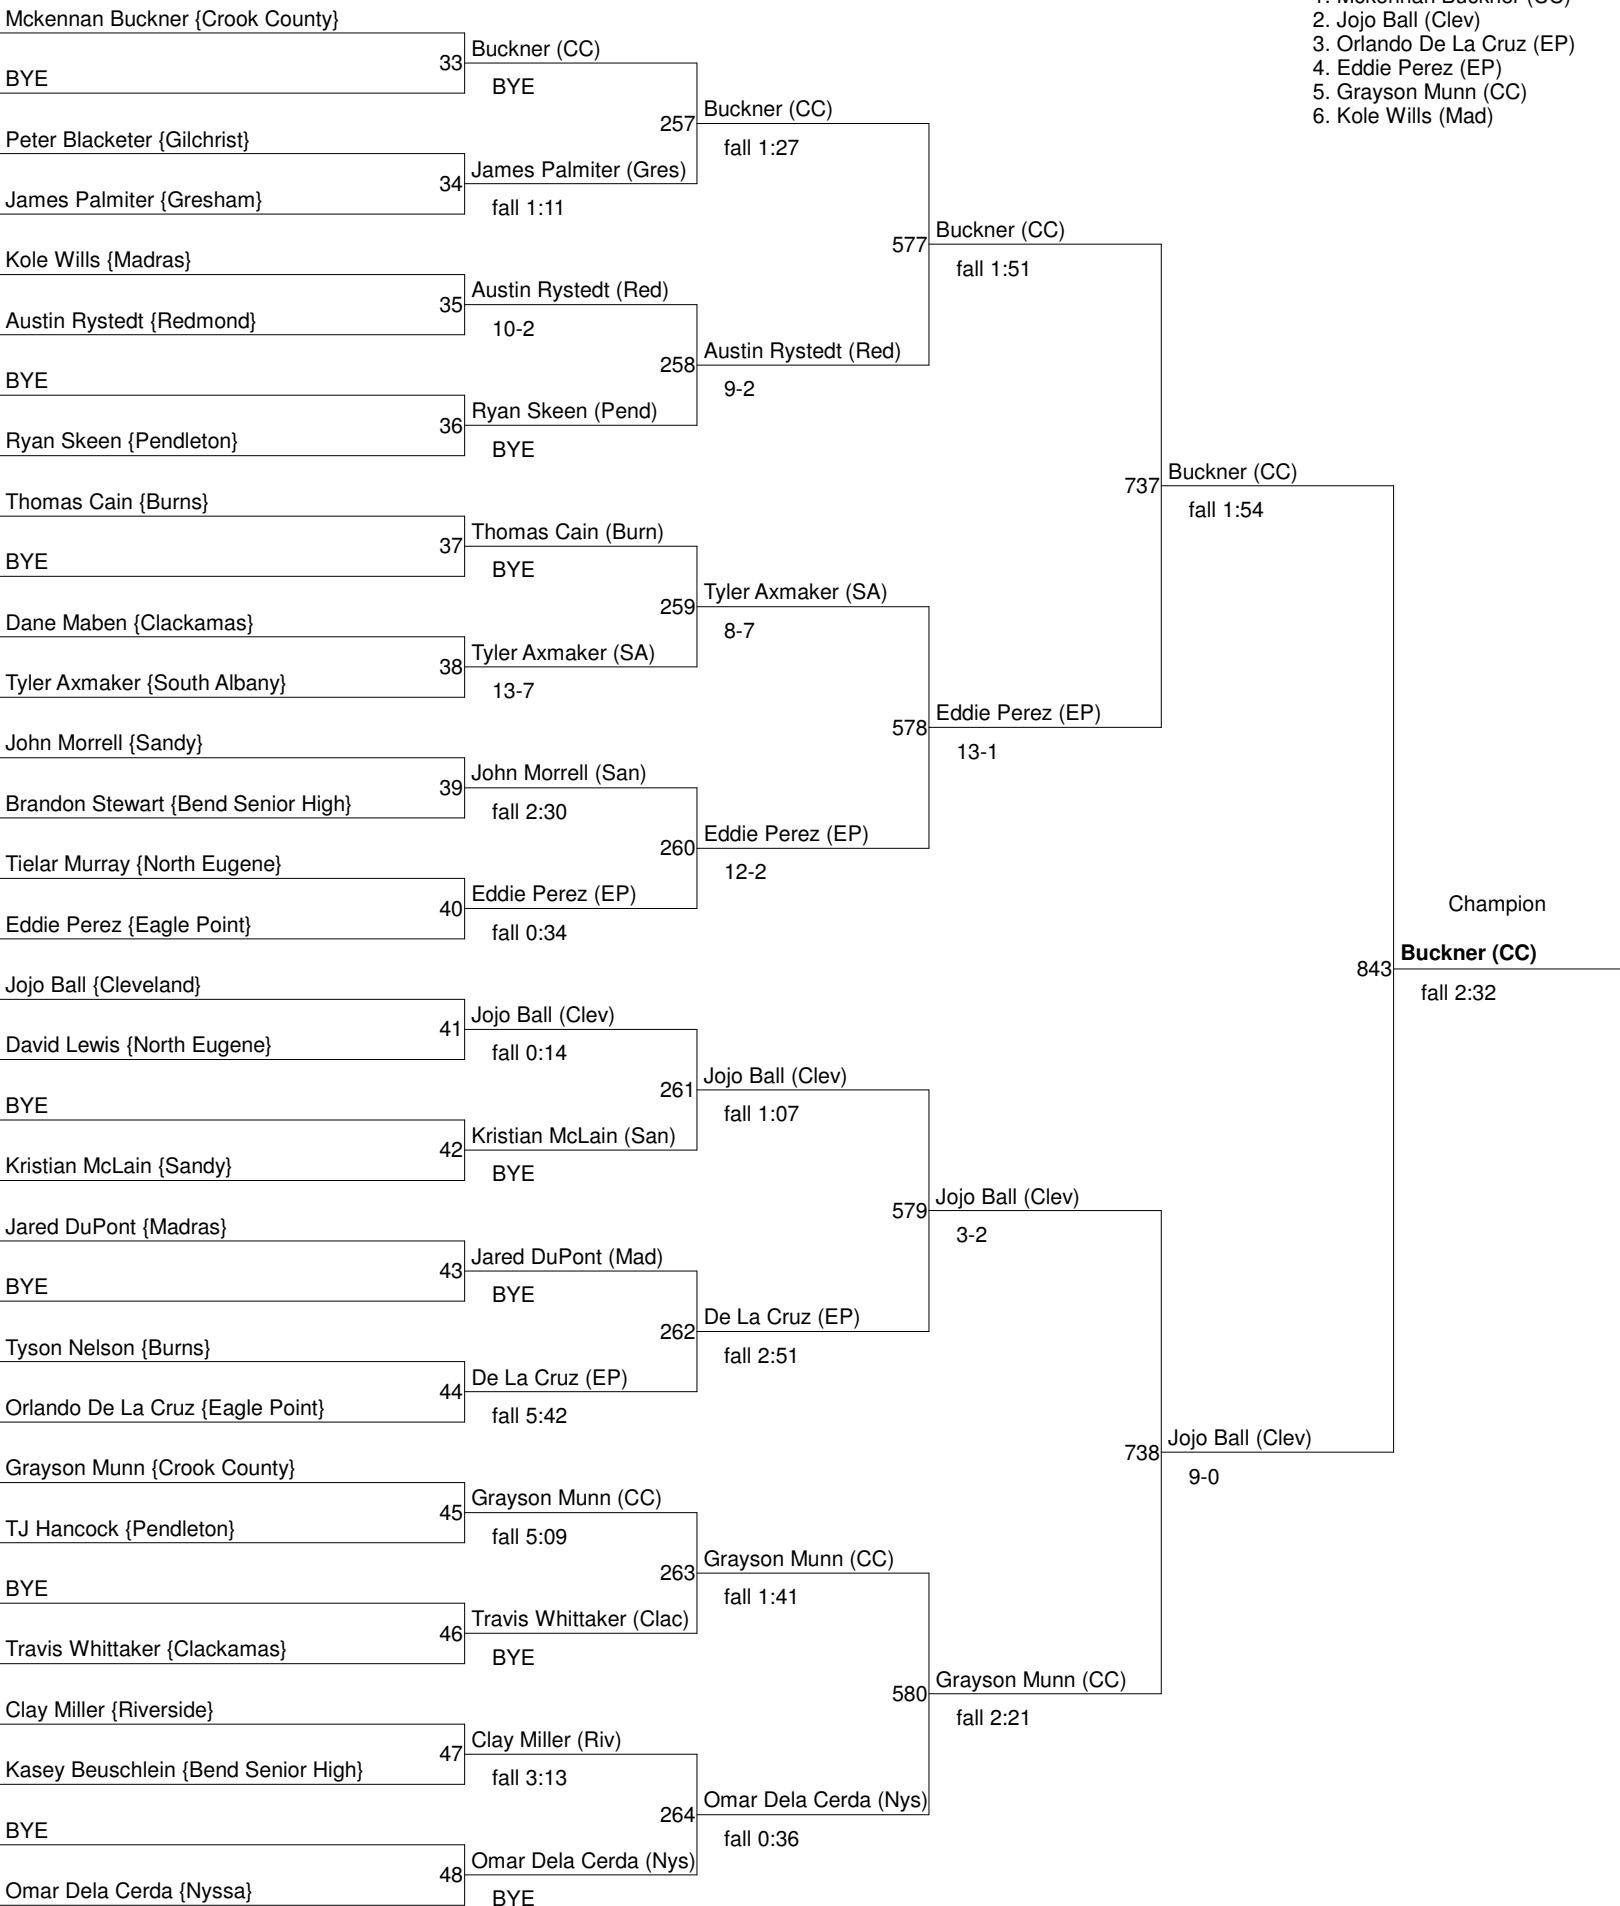 Mckennan Buckner {Crook County}
BYE
Peter Blacketer {Gilchrist}
James Palmiter {Gresham}
Kole Wills {Madras}
Austin Rystedt {Redmond}
BYE
Ryan Skeen {Pendleton}
Thomas Cain {Burns}
BYE
Dane Maben {Clackamas}
Tyler Axmaker {South Albany}
John Morrell {Sandy}
Brandon Stewart {Bend Senior High}
Tielar Murray {North Eugene}
Eddie Perez {Eagle Point}
Jojo Ball {Cleveland}
David Lewis {North Eugene}
BYE
Kristian McLain {Sandy}
Jared DuPont {Madras}
BYE
Tyson Nelson {Burns}
Orlando De La Cruz {Eagle Point}
Grayson Munn {Crook County}
TJ Hancock {Pendleton}
BYE
Travis Whittaker {Clackamas}
Clay Miller {Riverside}
Kasey Beuschlein {Bend Senior High}
BYE
Omar Dela Cerda {Nyssa}
33 Buckner (CC)
BYE
34 James Palmiter (Gres)
fall 1:11
35 Austin Rystedt (Red)
10-2
36 Ryan Skeen (Pend)
BYE
37 Thomas Cain (Burn)
BYE
38 Tyler Axmaker (SA)
13-7
39 John Morrell (San)
fall 2:30
40 Eddie Perez (EP)
fall 0:34
41 Jojo Ball (Clev)
fall 0:14
42 Kristian McLain (San)
BYE
43 Jared DuPont (Mad)
BYE
44 De La Cruz (EP)
fall 5:42
45 Grayson Munn (CC)
fall 5:09
46 Travis Whittaker (Clac)
BYE
47 Clay Miller (Riv)
fall 3:13
48 Omar Dela Cerda (Nys)
BYE
257 Buckner (CC)
fall 1:27
258 Austin Rystedt (Red)
9-2
259 Tyler Axmaker (SA)
8-7
260 Eddie Perez (EP)
12-2
261 Jojo Ball (Clev)
fall 1:07
262 De La Cruz (EP)
fall 2:51
263 Grayson Munn (CC)
fall 1:41
264 Omar Dela Cerda (Nys)
fall 0:36
577 Buckner (CC)
fall 1:51
578 Eddie Perez (EP)
13-1
579 Jojo Ball (Clev)
3-2
580 Grayson Munn (CC)
fall 2:21
737 Buckner (CC)
fall 1:54
738 Jojo Ball (Clev)
9-0
Champion
843 Buckner (CC)
fall 2:32
1. Mckennan Buckner (CC)
2. Jojo Ball (Clev)
3. Orlando De La Cruz (EP)
4. Eddie Perez (EP)
5. Grayson Munn (CC)
6. Kole Wills (Mad)